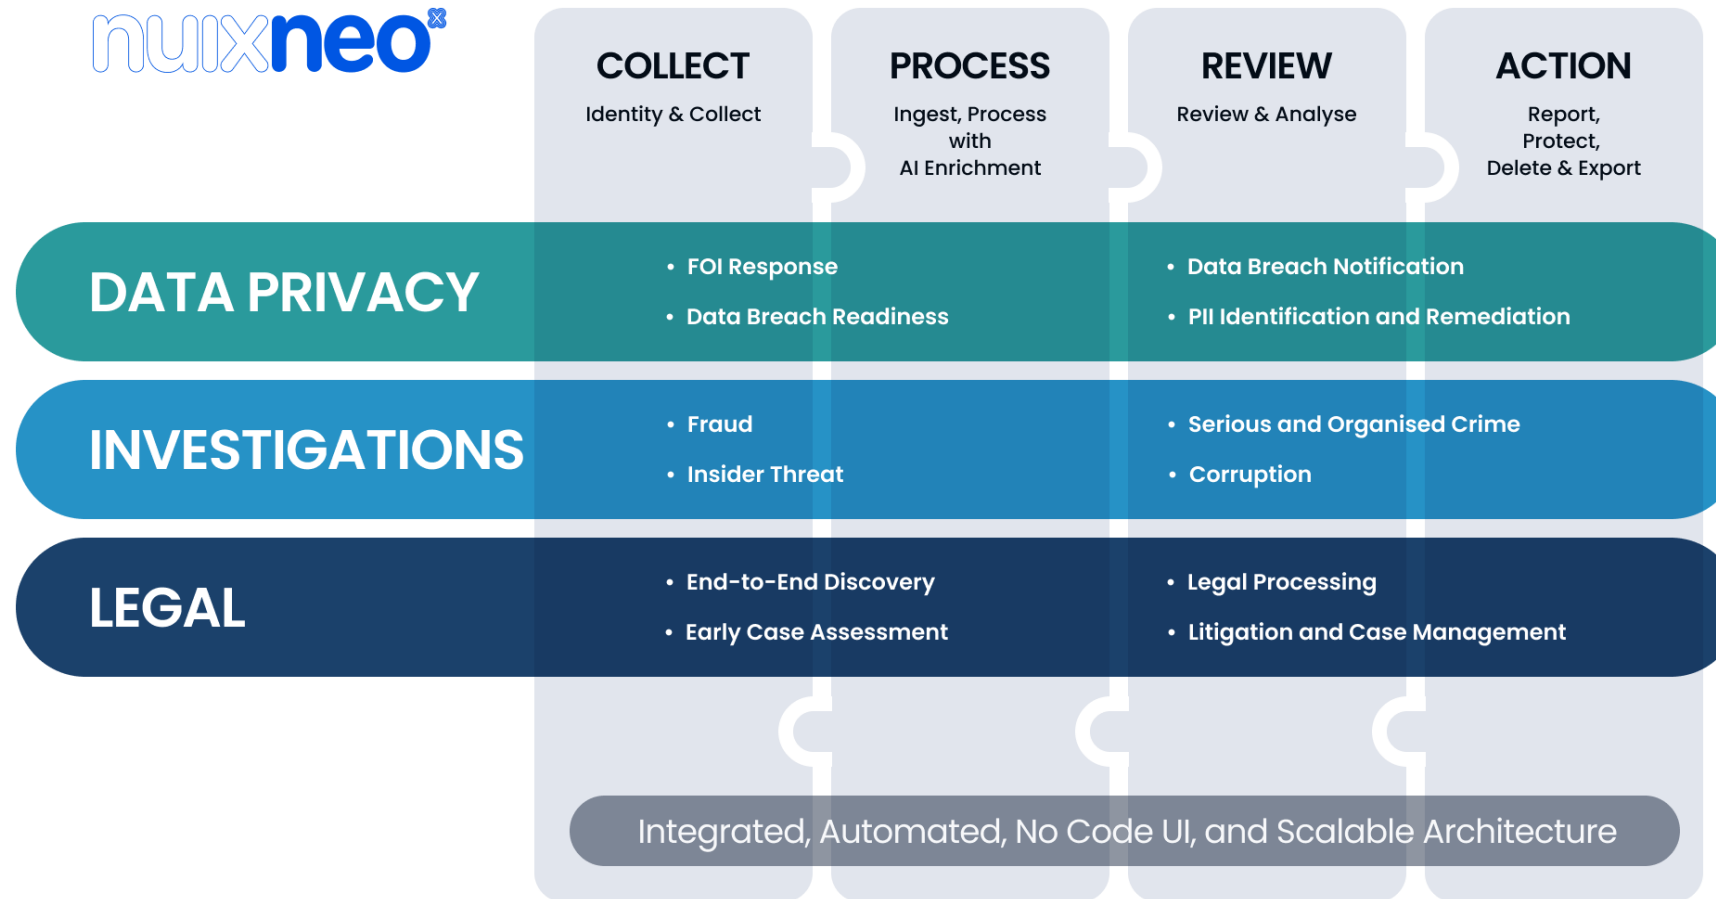 nuixneo
COLLECT
Identity & Collect
PROCESS
Ingest, Process
with
AI Enrichment
REVIEW
Review & Analyse
ACTION
Report,
Protect,
Delete & Export
DATA PRIVACY
• FOI Response
• Data Breach Readiness
• Data Breach Notification
• PII Identification and Remediation
INVESTIGATIONS
• Fraud
• Insider Threat
• Serious and Organised Crime
• Corruption
LEGAL
• End-to-End Discovery
• Early Case Assessment
• Legal Processing
• Litigation and Case Management
Integrated, Automated, No Code UI, and Scalable Architecture